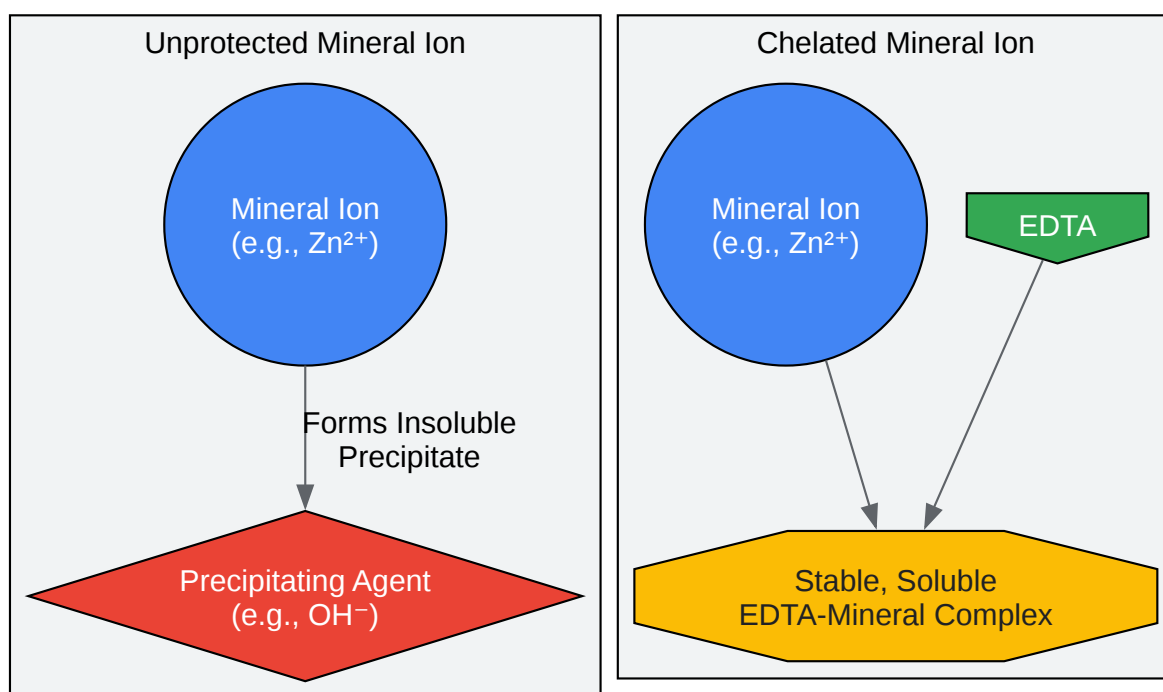 Unprotected Mineral Ion
Mineral Ion
(e.g., Zn²⁺)
Forms Insoluble
Precipitate
Precipitating Agent
(e.g., OH⁻)
Chelated Mineral Ion
Mineral Ion
(e.g., Zn²⁺)
EDTA
Stable, Soluble
EDTA-Mineral Complex